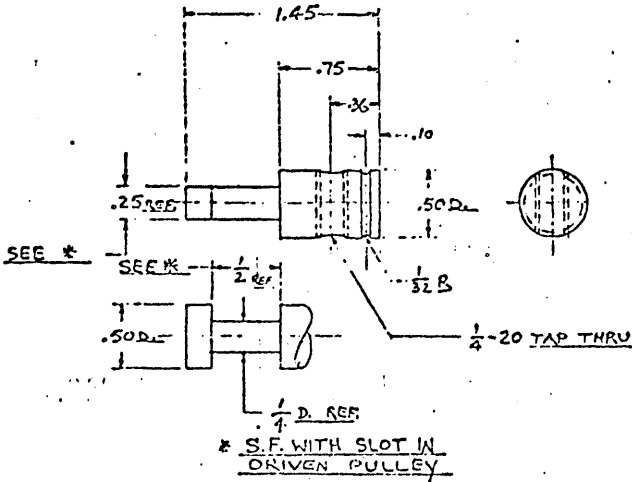 1.45
.75
.36
.10
.25 REF.
.50 D.
SEE *
SEE *
1/2 REF.
1/32 R
.50 D.
1/4-20 TAP THRU
1/4 D. REF.
* S.F. WITH SLOT IN
DRIVEN PULLEY